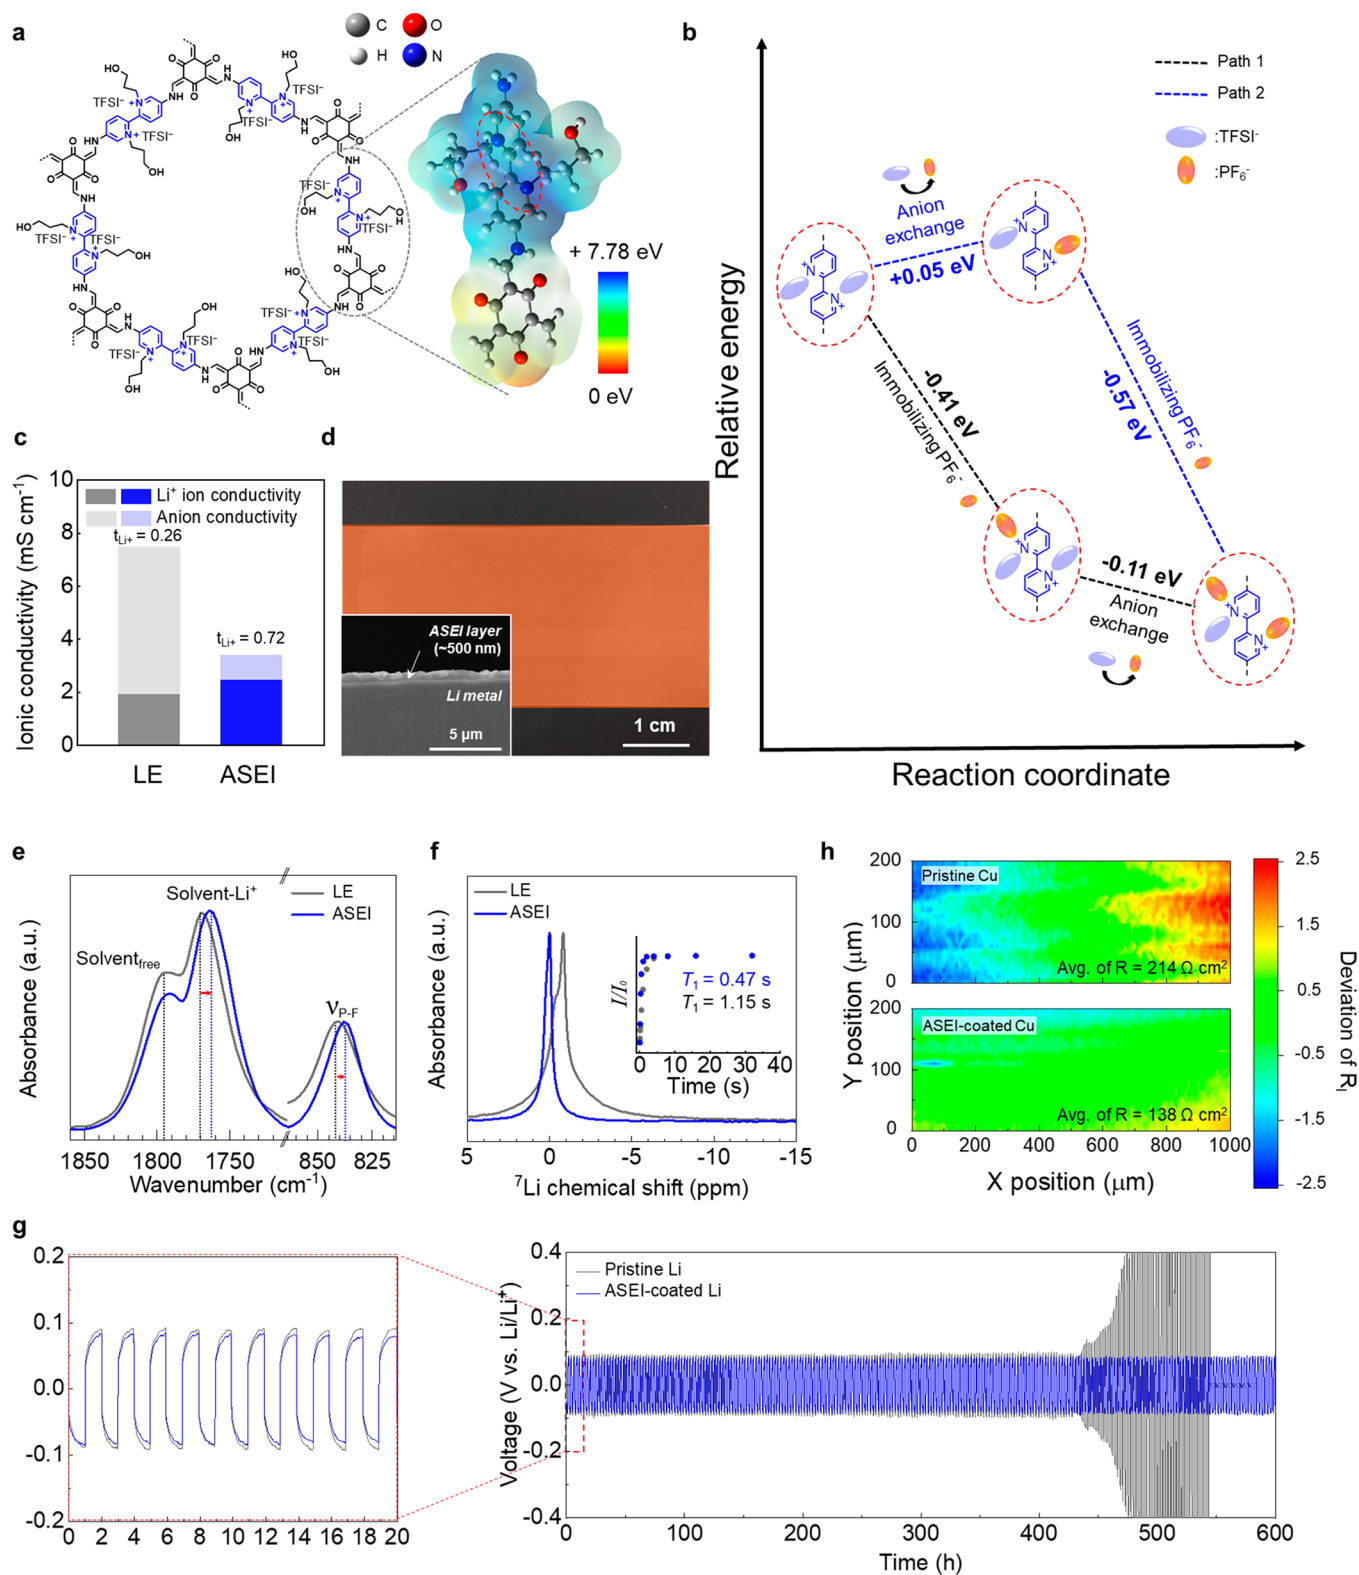 a
C
O
H
N
HO
OH
TFSI⁻
NH
HN
O
N
+
+ 7.78 eV
0 eV
b
Path 1
Path 2
:TFSI⁻
:PF₆⁻
Anion
exchange
+0.05 eV
-0.41 eV
Immobilizing PF₆⁻
Immobilizing PF₆⁻
-0.57 eV
-0.11 eV
Anion
exchange
Relative energy
Reaction coordinate
c
Ionic conductivity (mS cm⁻¹)
10
8
6
4
2
0
Li⁺ ion conductivity
Anion conductivity
t_Li+ = 0.26
t_Li+ = 0.72
LE
ASEI
d
ASEI layer
(~500 nm)
Li metal
5 μm
1 cm
e
Absorbance (a.u.)
Solvent-Li⁺
LE
ASEI
Solvent_free
ν_P-F
1850
1800
1750
850
825
Wavenumber (cm⁻¹)
f
Absorbance (a.u.)
LE
ASEI
I/I₀
T₁ = 0.47 s
T₁ = 1.15 s
0
10
20
30
40
Time (s)
5
0
-5
-10
-15
⁷Li chemical shift (ppm)
h
Y position (μm)
200
100
0
Pristine Cu
Avg. of R = 214 Ω cm²
200
100
0
ASEI-coated Cu
Avg. of R = 138 Ω cm²
0
200
400
600
800
1000
X position (μm)
2.5
1.5
0.5
-0.5
-1.5
-2.5
Deviation of R_I
g
0.2
0.1
0.0
-0.1
-0.2
0 2 4 6 8 10 12 14 16 18 20
Voltage (V vs. Li/Li⁺)
0.4
0.2
0.0
-0.2
-0.4
Pristine Li
ASEI-coated Li
0
100
200
300
400
500
600
Time (h)